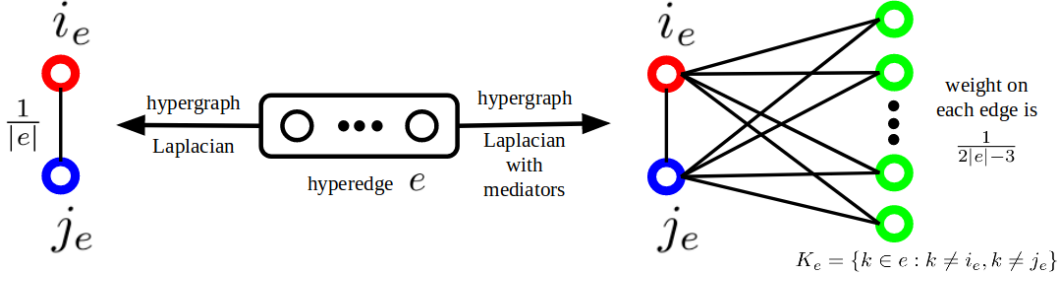 i_e
1/|e|
j_e
hypergraph
Laplacian
hyperedge e
hypergraph
Laplacian
with
mediators
i_e
j_e
weight on
each edge is
1/(2|e|−3)
K_e = {k ∈ e : k ≠ i_e, k ≠ j_e}